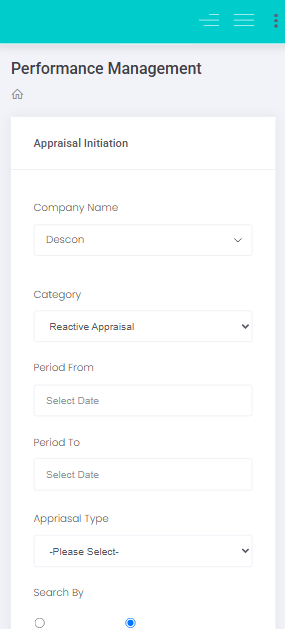 Performance Management
Appraisal Initiation
Company Name
Descon
Category
Reactive Appraisal
Period From
Select Date
Period To
Select Date
Appriasal Type
-Please Select-
Search By